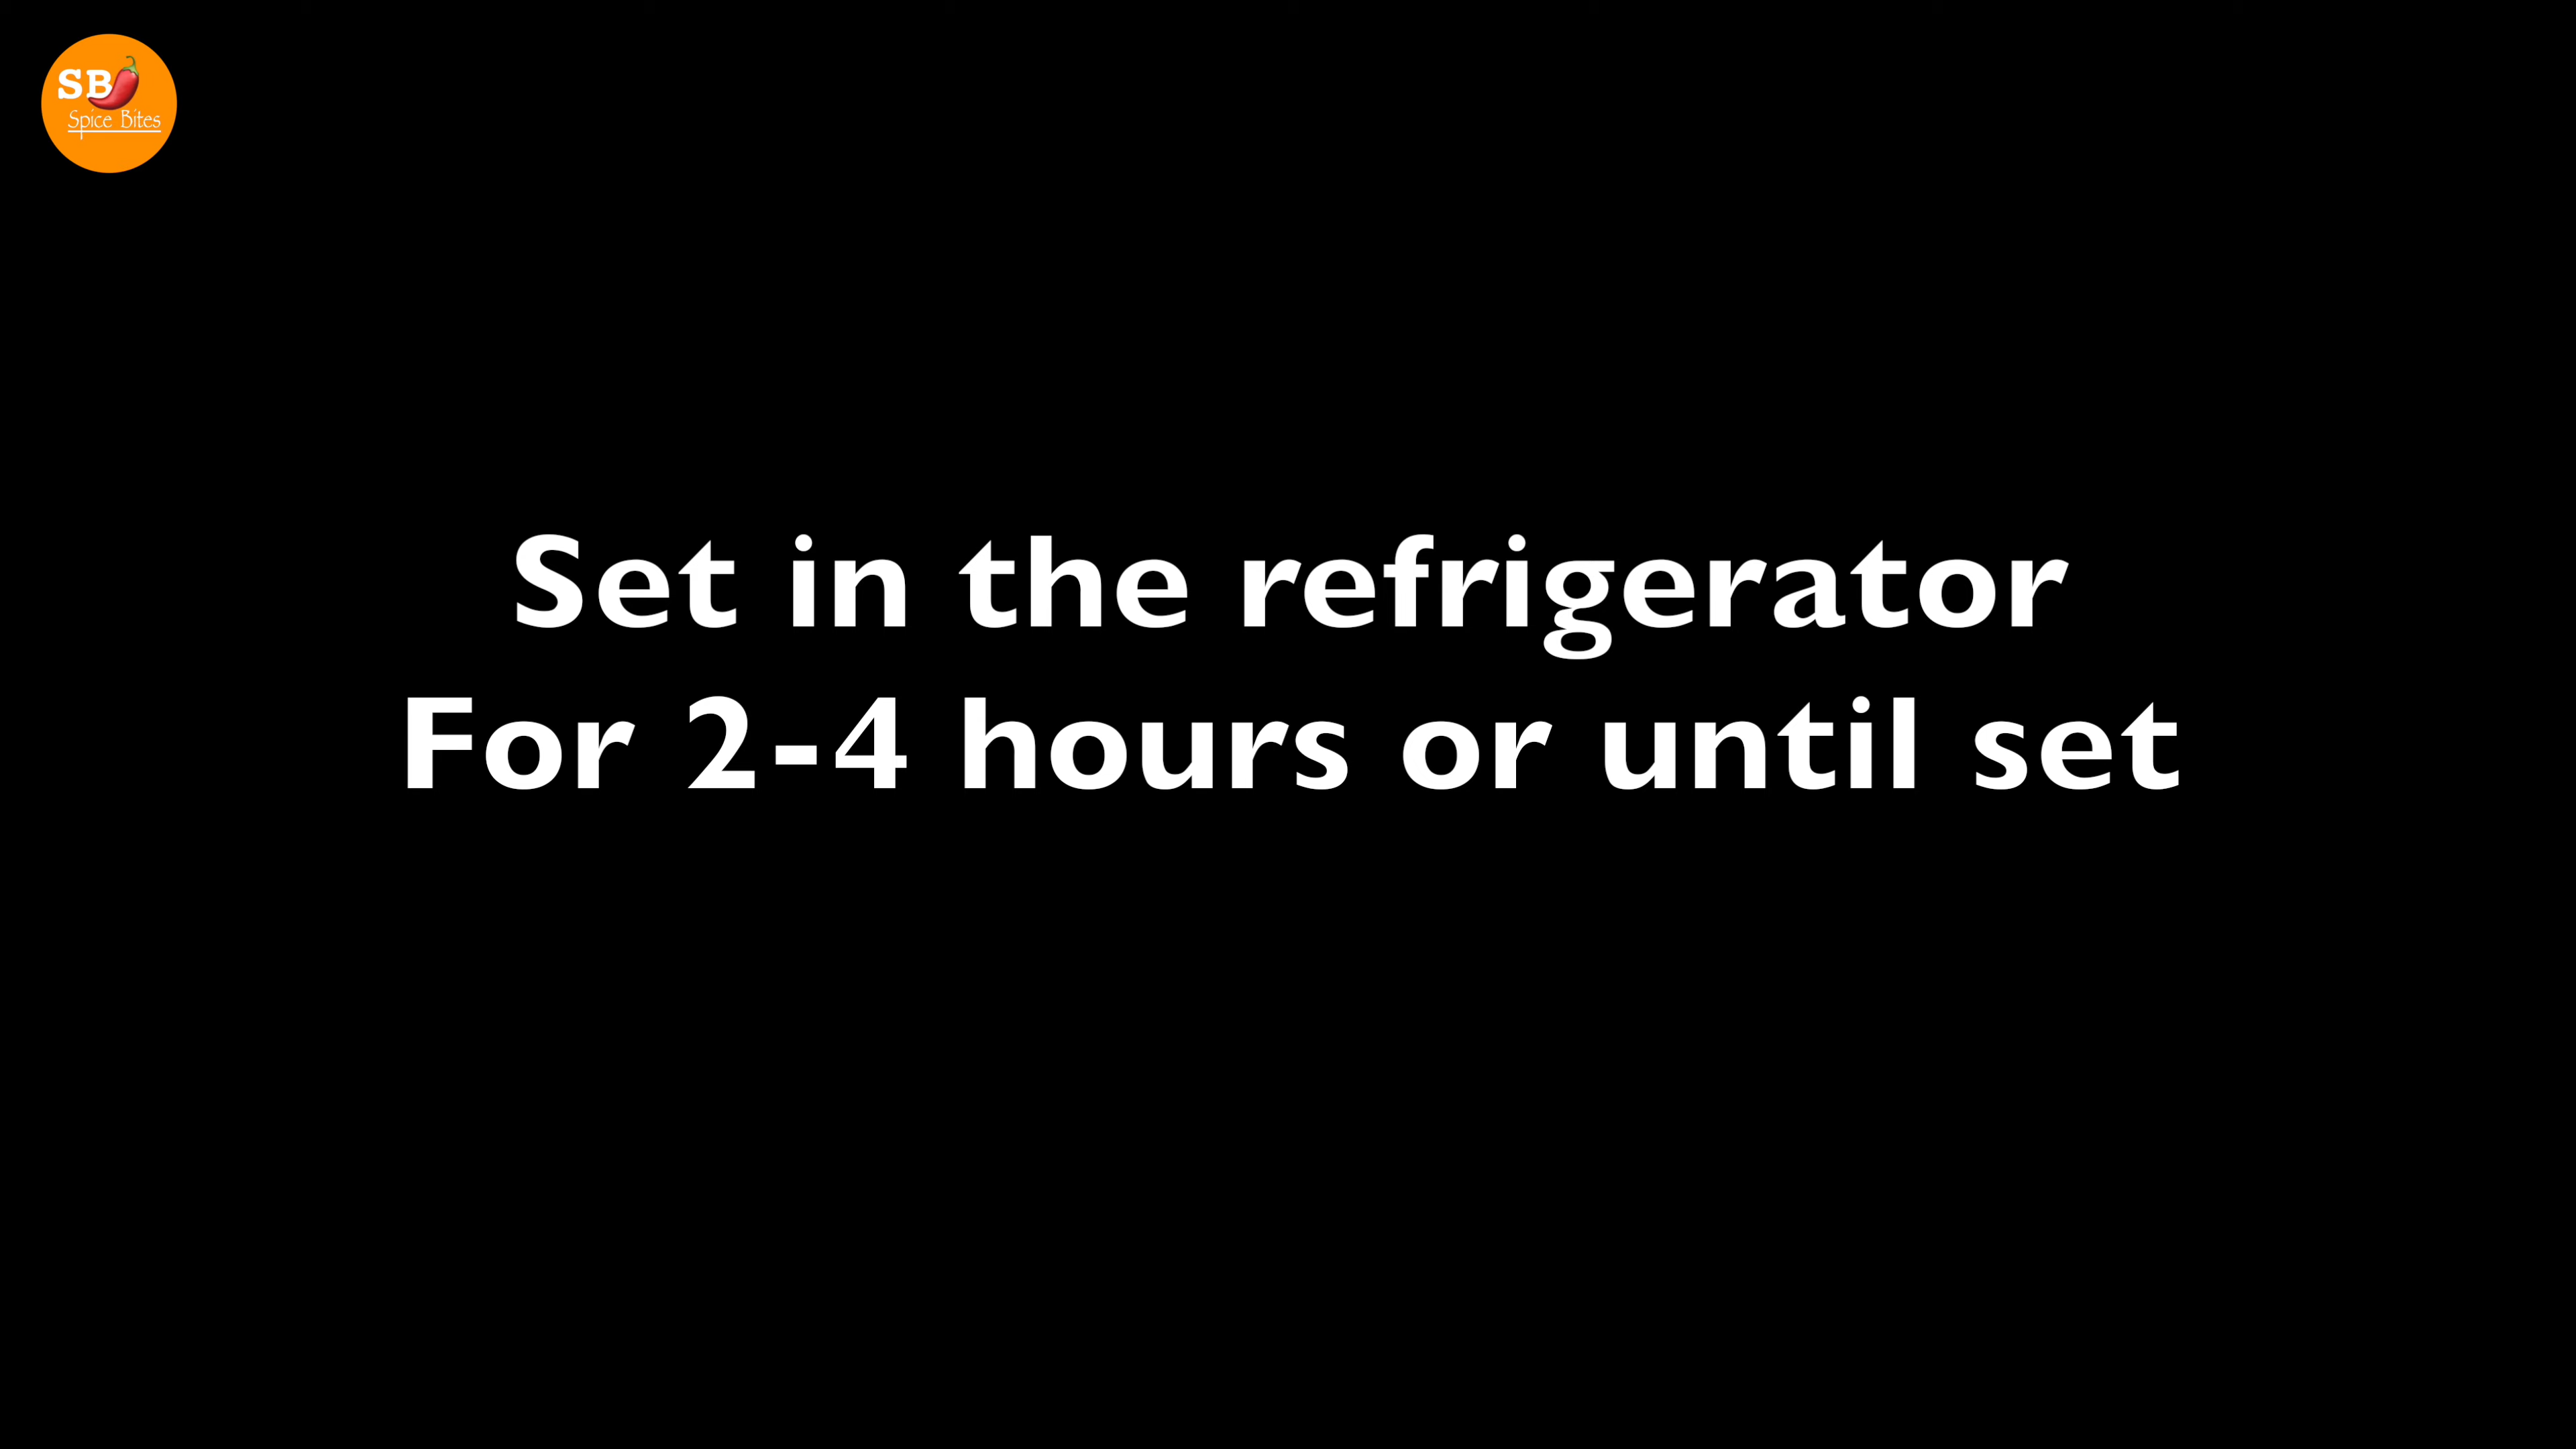 SB
Spice Bites
Set in the refrigerator
For 2-4 hours or until set